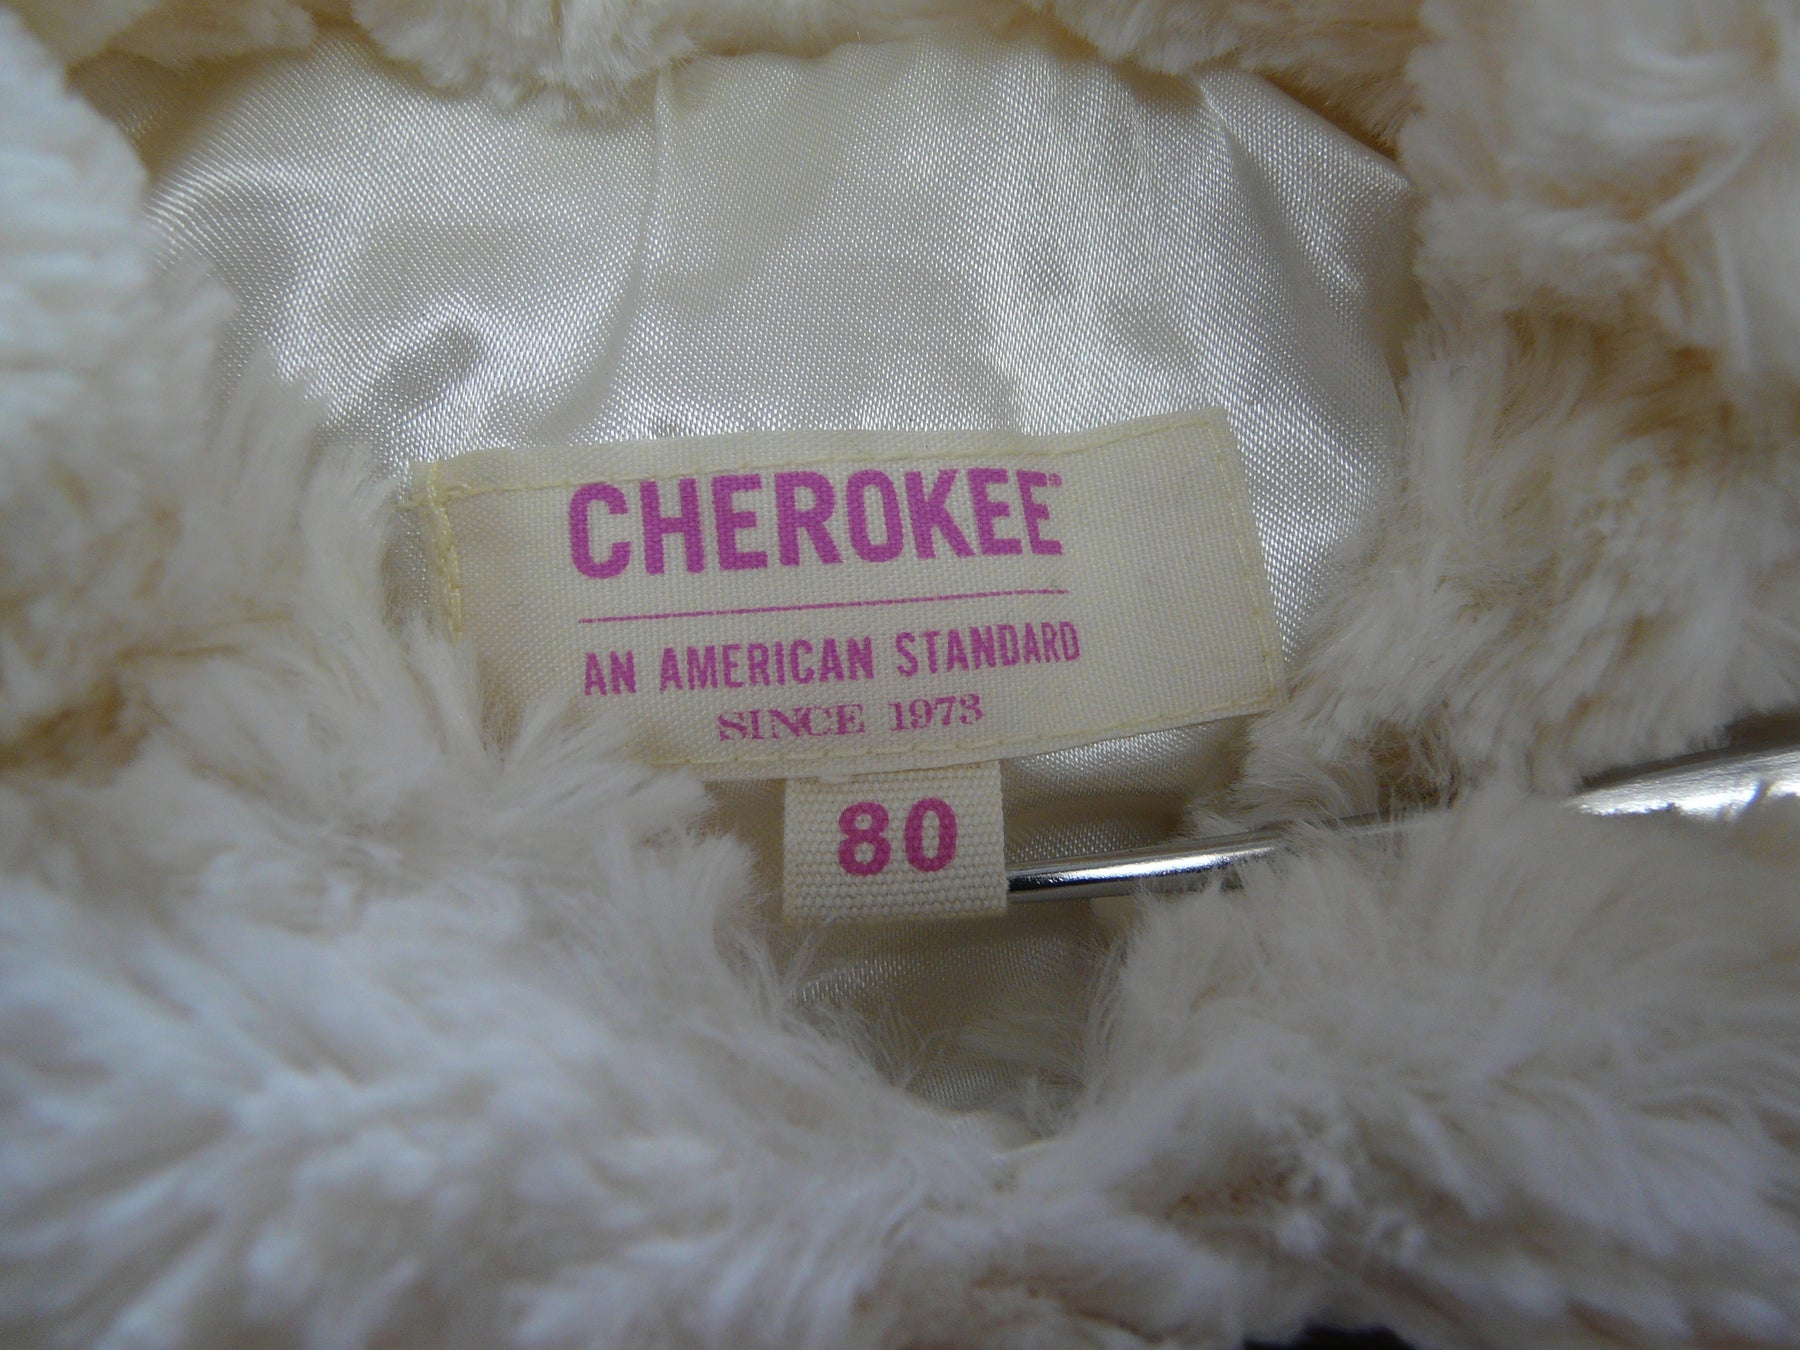 CHEROKEE®
AN AMERICAN STANDARD
SINCE 1973
80